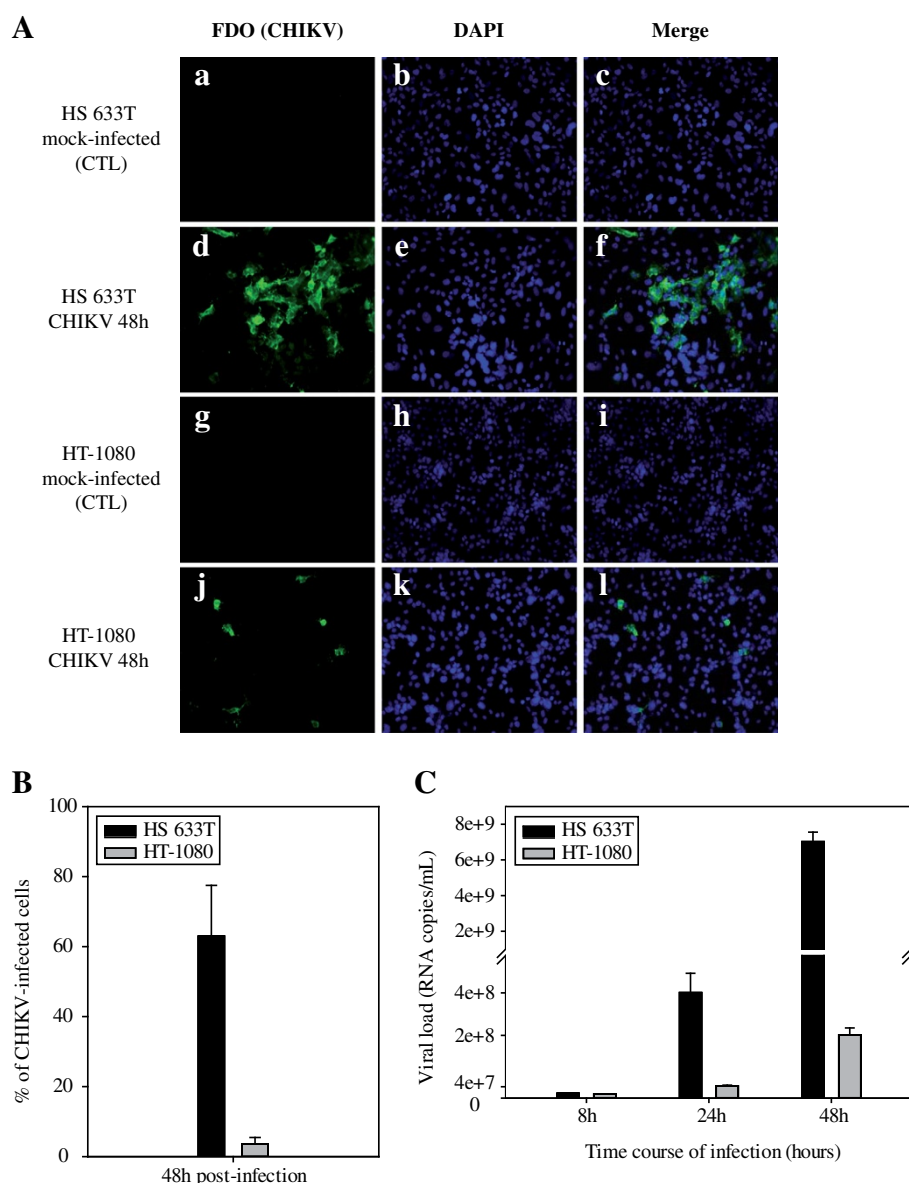 A
FDO (CHIKV) DAPI Merge
HS 633T
mock-infected
(CTL)
a b c
HS 633T
CHIKV 48h
d e f
HT-1080
mock-infected
(CTL)
g h i
HT-1080
CHIKV 48h
j k l
B
% of CHIKV-infected cells
100
80
60
40
20
0
HS 633T
HT-1080
48h post-infection
C
Viral load (RNA copies/mL)
8e+9
6e+9
2e+9
4e+8
2e+8
4e+7
0
HS 633T
HT-1080
8h 24h 48h
Time course of infection (hours)